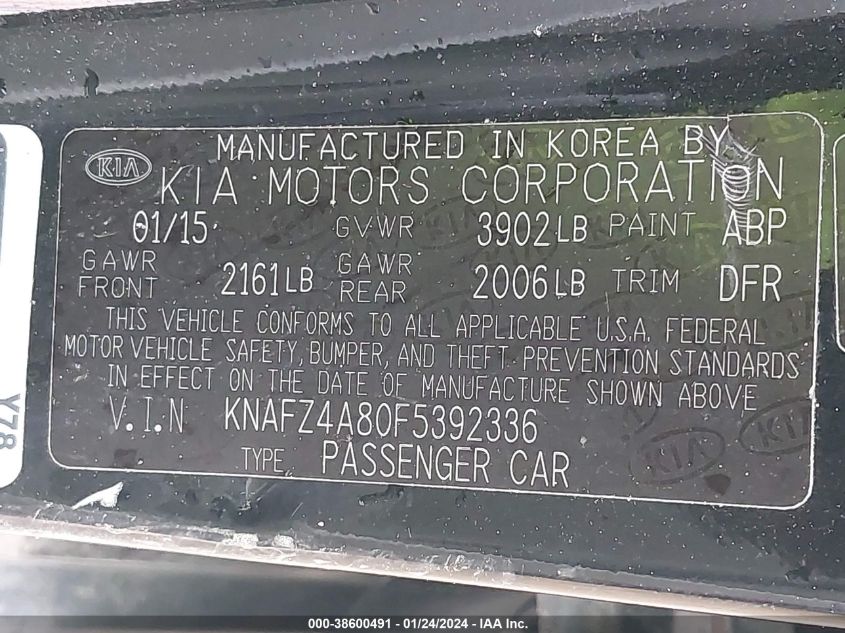 MANUFACTURED IN KOREA BY
KIA KIA MOTORS CORPORATION
01/15 GVWR 3902LB PAINT ABP
GAWR FRONT 2161LB GAWR REAR 2006LB TRIM DFR
THIS VEHICLE CONFORMS TO ALL APPLICABLE U.S.A. FEDERAL
MOTOR VEHICLE SAFETY, BUMPER, AND THEFT PREVENTION STANDARDS
IN EFFECT ON THE DATE OF MANUFACTURE SHOWN ABOVE
V.I.N KNAFZ4A80F5392336
TYPE PASSENGER CAR
Y78
000-38600491 - 01/24/2024 - IAA Inc.